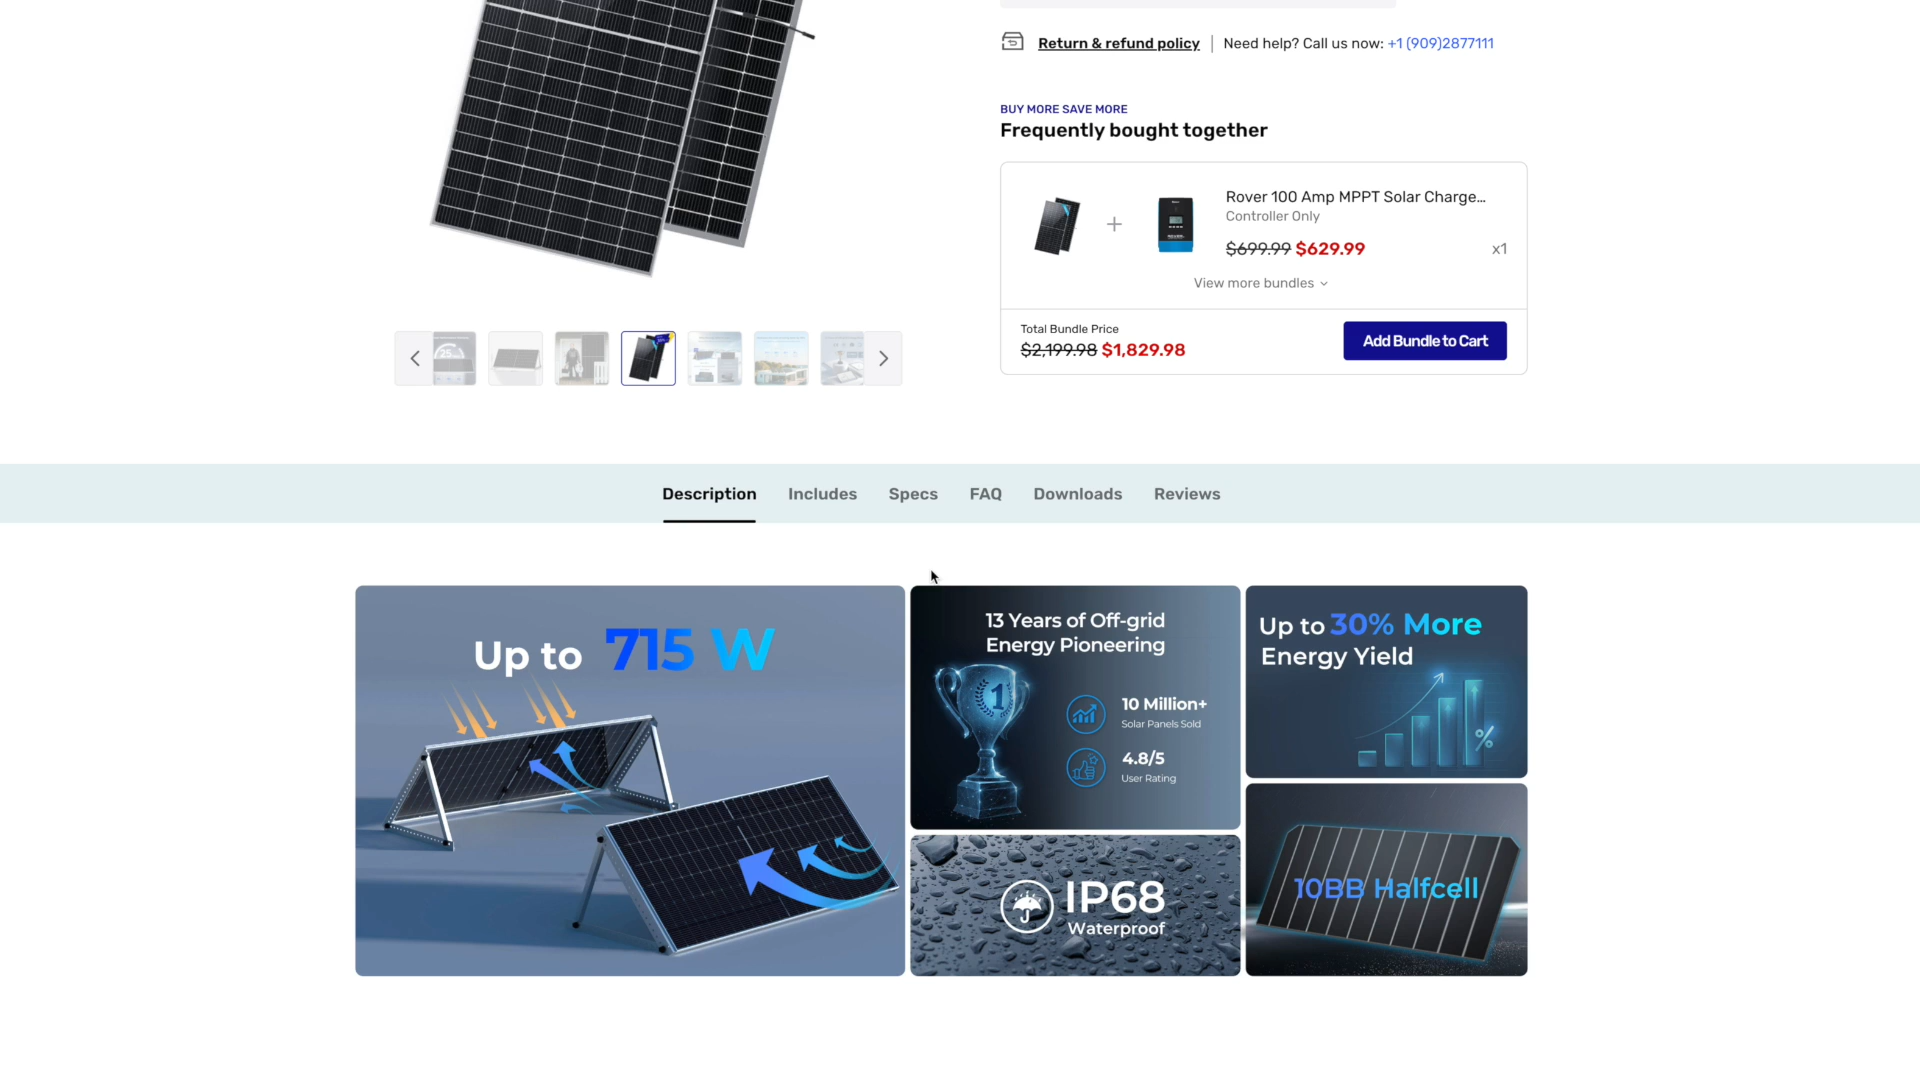 Return & refund policy
Need help? Call us now: +1 (909)2877111
BUY MORE SAVE MORE
Frequently bought together
Rover 100 Amp MPPT Solar Charge...
Controller Only
$699.99 $629.99
x1
View more bundles
Total Bundle Price
$2,199.98 $1,829.98
Add Bundle to Cart
Description
Includes
Specs
FAQ
Downloads
Reviews
Up to 715 W
13 Years of Off-grid
Energy Pioneering
1
10 Million+
Solar Panels Sold
4.8/5
User Rating
Up to 30% More
Energy Yield
%
IP68
Waterproof
10BB Halfcell